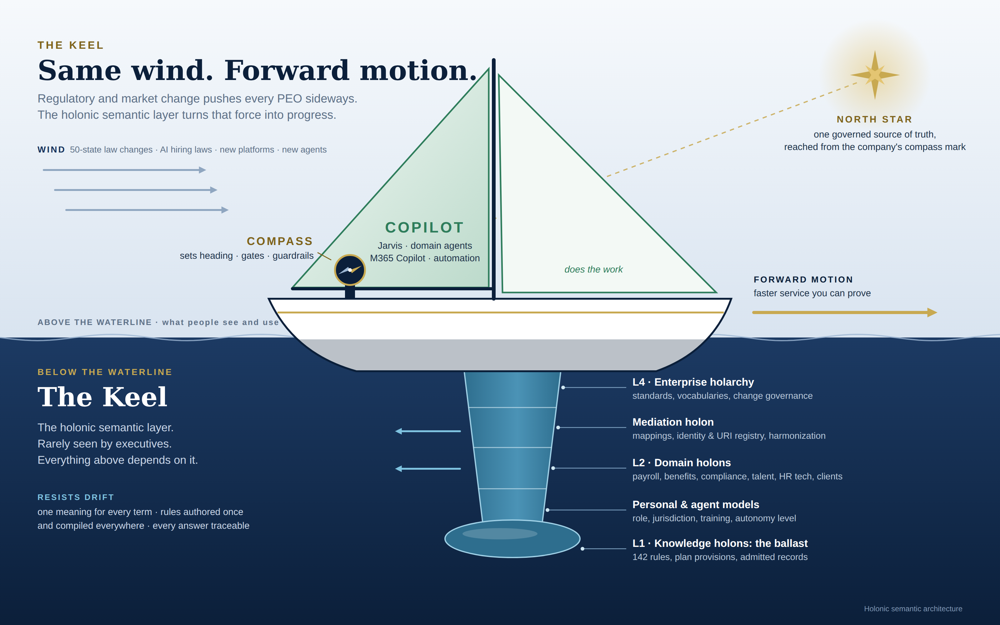 THE KEEL
Same wind. Forward motion.
Regulatory and market change pushes every PEO sideways.
The holonic semantic layer turns that force into progress.
WIND 50-state law changes · AI hiring laws · new platforms · new agents
NORTH STAR
one governed source of truth,
reached from the company's compass mark
COMPASS
sets heading · gates · guardrails
COPILOT
Jarvis · domain agents
M365 Copilot · automation
does the work
FORWARD MOTION
faster service you can prove
ABOVE THE WATERLINE · what people see and use
BELOW THE WATERLINE
The Keel
The holonic semantic layer.
Rarely seen by executives.
Everything above depends on it.
RESISTS DRIFT
one meaning for every term · rules authored once
and compiled everywhere · every answer traceable
L4 · Enterprise holarchy
standards, vocabularies, change governance
Mediation holon
mappings, identity & URI registry, harmonization
L2 · Domain holons
payroll, benefits, compliance, talent, HR tech, clients
Personal & agent models
role, jurisdiction, training, autonomy level
L1 · Knowledge holons: the ballast
142 rules, plan provisions, admitted records
Holonic semantic architecture